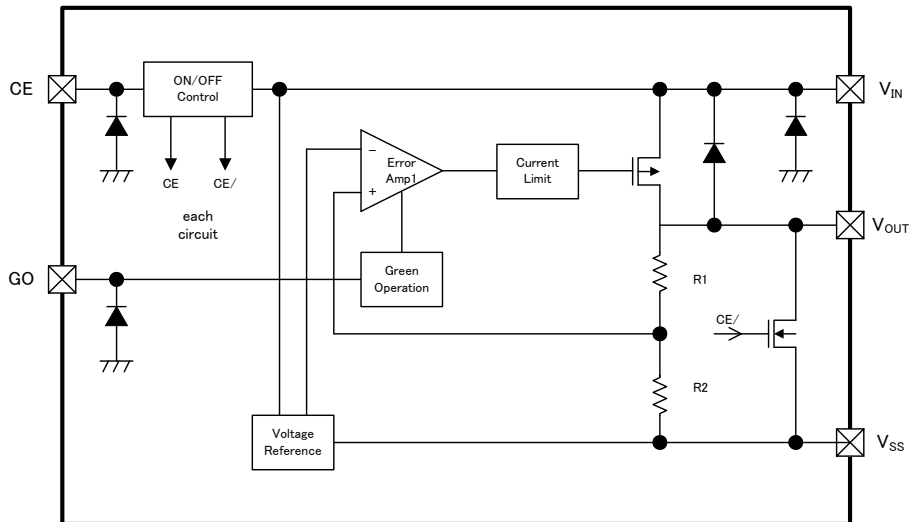 CE
ON/OFF
Control
CE
CE/
each
circuit
−
+
Error
Amp1
Current
Limit
VIN
VOUT
GO
Green
Operation
R1
CE/
R2
Voltage
Reference
VSS